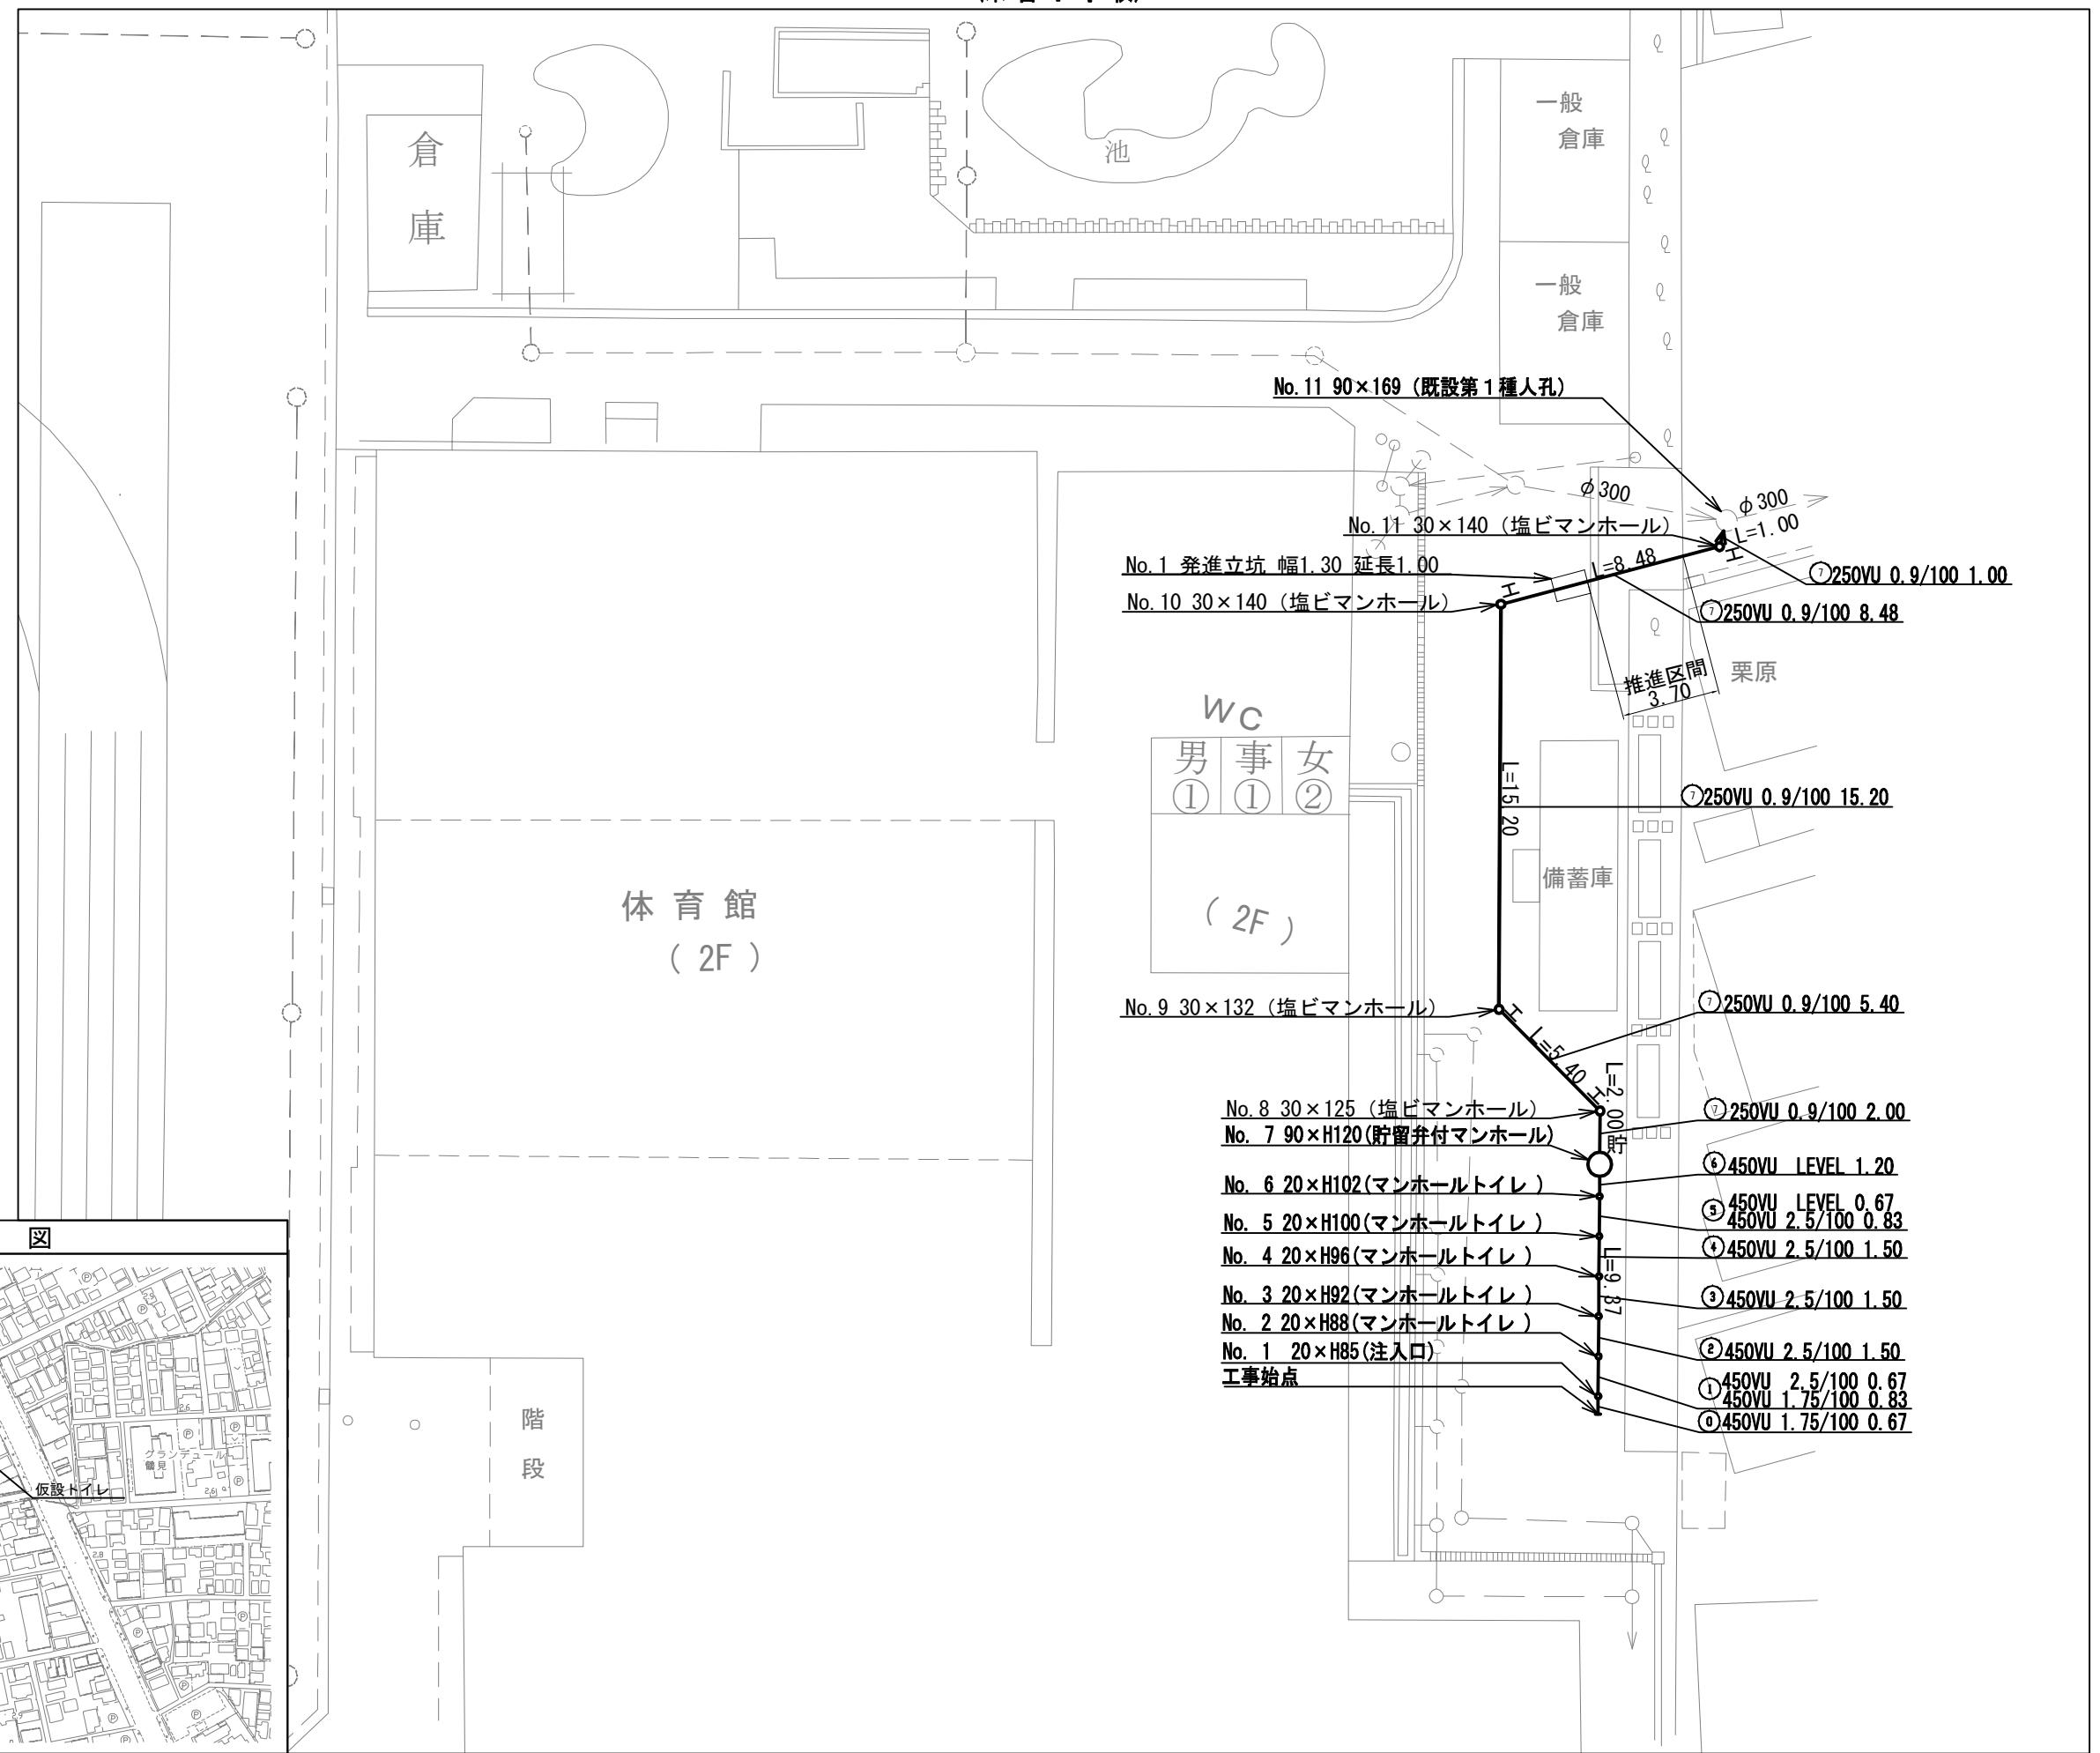 倉
庫
池
一般
倉庫
一般
倉庫
No.11 90×169 (既設第1種人孔)
φ300
φ300
L=1.00
No.11 30×140 (塩ビマンホール)
L=8.48
No.1 発進立坑 幅1.30 延長1.00
No.10 30×140 (塩ビマンホール)
⑦250VU 0.9/100 1.00
⑦250VU 0.9/100 8.48
推進区間
3.70
栗原
WC
男 事 女
① ① ②
(2F)
L=15.20
⑦250VU 0.9/100 15.20
備蓄庫
体育館
(2F)
No.9 30×132 (塩ビマンホール)
⑦250VU 0.9/100 5.40
L=5.40
L=2.00
貯
No.8 30×125 (塩ビマンホール)
⑦250VU 0.9/100 2.00
No. 7 90×H120(貯留弁付マンホール)
⑥450VU LEVEL 1.20
No. 6 20×H102(マンホールトイレ )
⑤450VU LEVEL 0.67
450VU 2.5/100 0.83
No. 5 20×H100(マンホールトイレ )
④450VU 2.5/100 1.50
No. 4 20×H96(マンホールトイレ )
L=9.37
No. 3 20×H92(マンホールトイレ )
③450VU 2.5/100 1.50
No. 2 20×H88(マンホールトイレ )
②450VU 2.5/100 1.50
No. 1 20×H85(注入口)
①450VU 2.5/100 0.67
450VU 1.75/100 0.83
工事始点
⓪450VU 1.75/100 0.67
階
段
図
グランデュール
鶴見
仮設トイレ
2.6
2.8